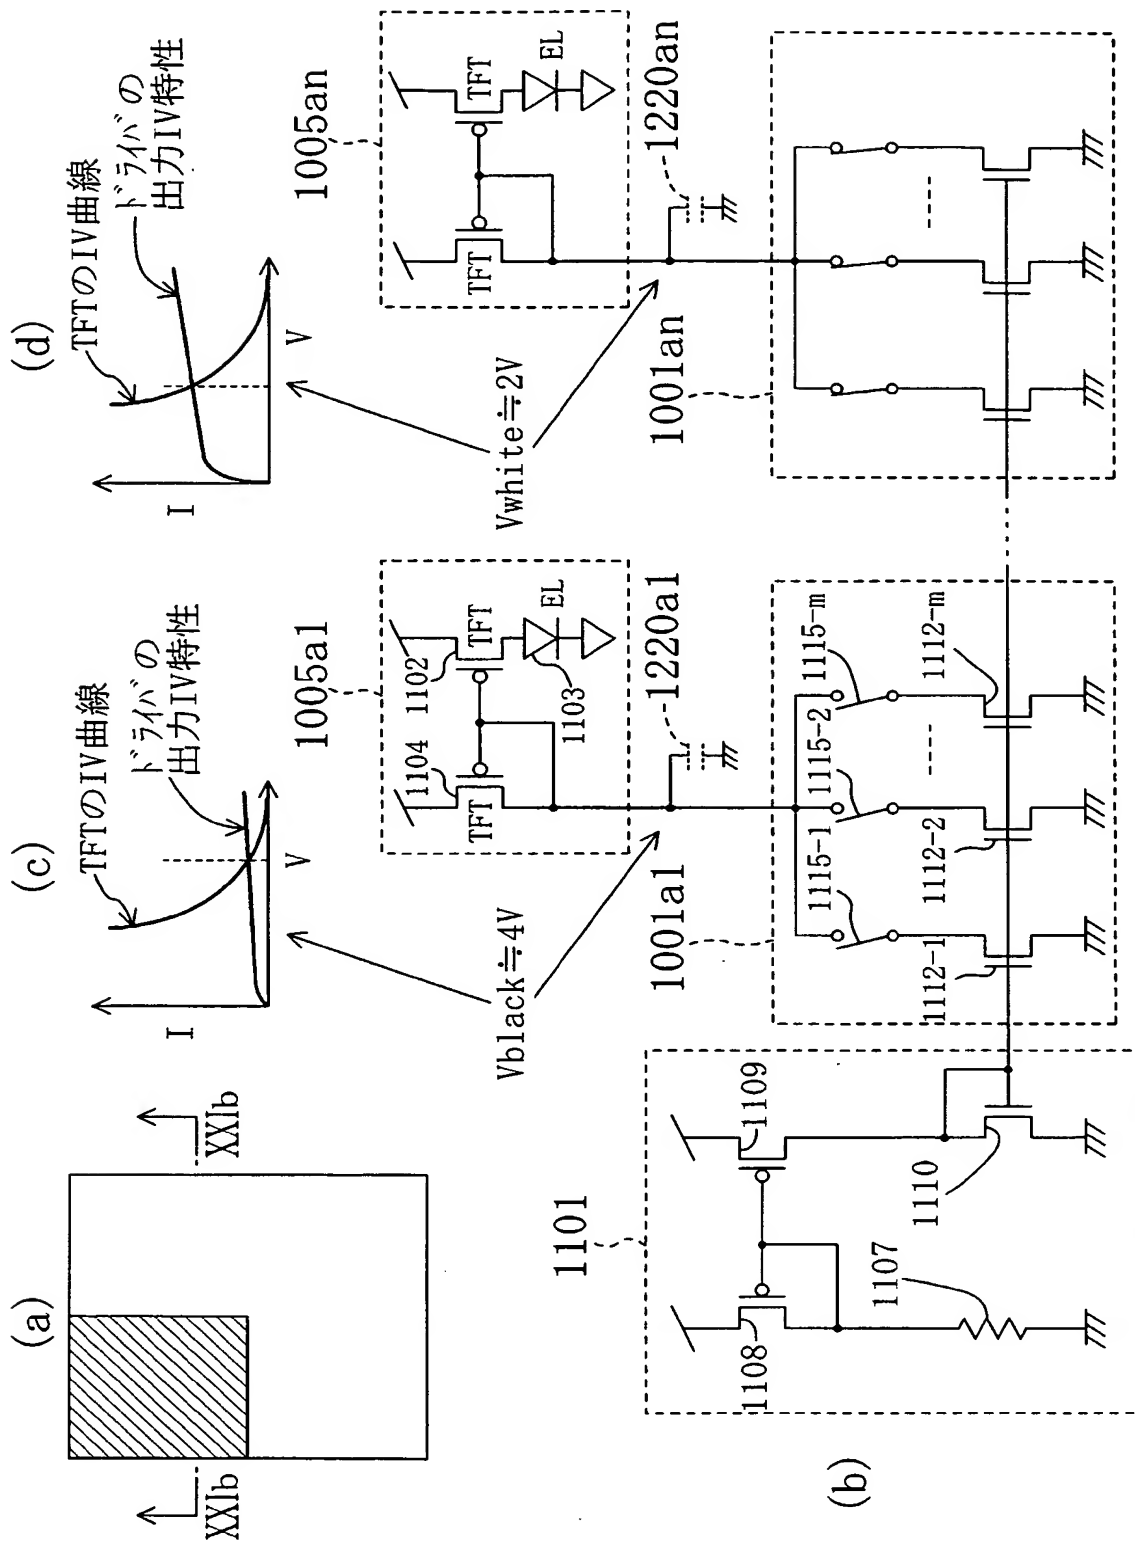 (a)
XXIb
XXIb
(c)
TFTのIV曲線
ドライバの
出力IV特性
I
V
Vblack≒4V
(d)
TFTのIV曲線
ドライバの
出力IV特性
I
V
Vwhite≒2V
(b)
1101
1108
1109
1107
1110
1005a1
1104
TFT
1102
TFT
EL
1103
1220a1
1001a1
1115-1
1115-2
1115-m
1112-1
1112-2
1112-m
1005an
TFT
TFT
EL
1220an
1001an